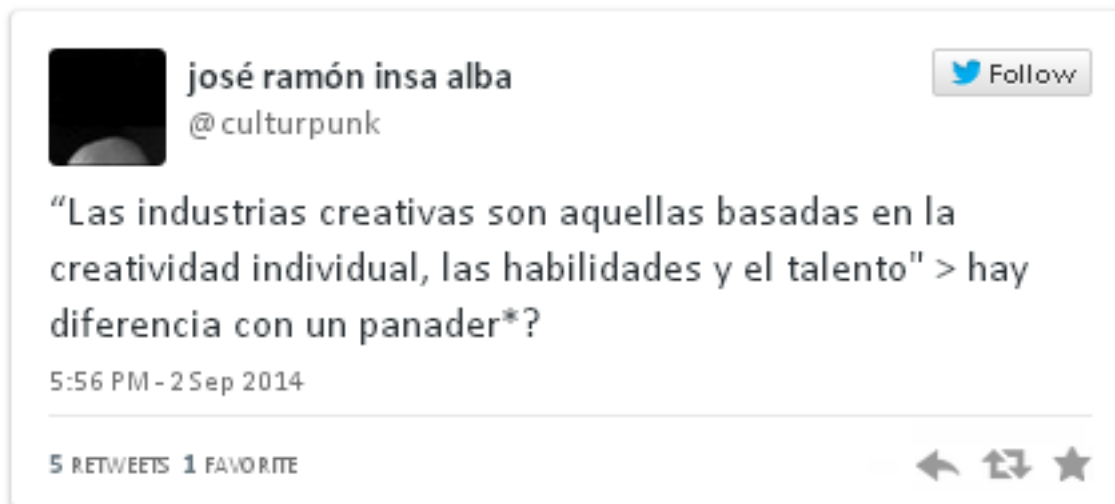 josé ramón insa alba
Follow
@culturpunk
“Las industrias creativas son aquellas basadas en la
creatividad individual, las habilidades y el talento" > hay
diferencia con un panader*?
5:56 PM - 2 Sep 2014
5 RETWEETS 1 FAVORITE